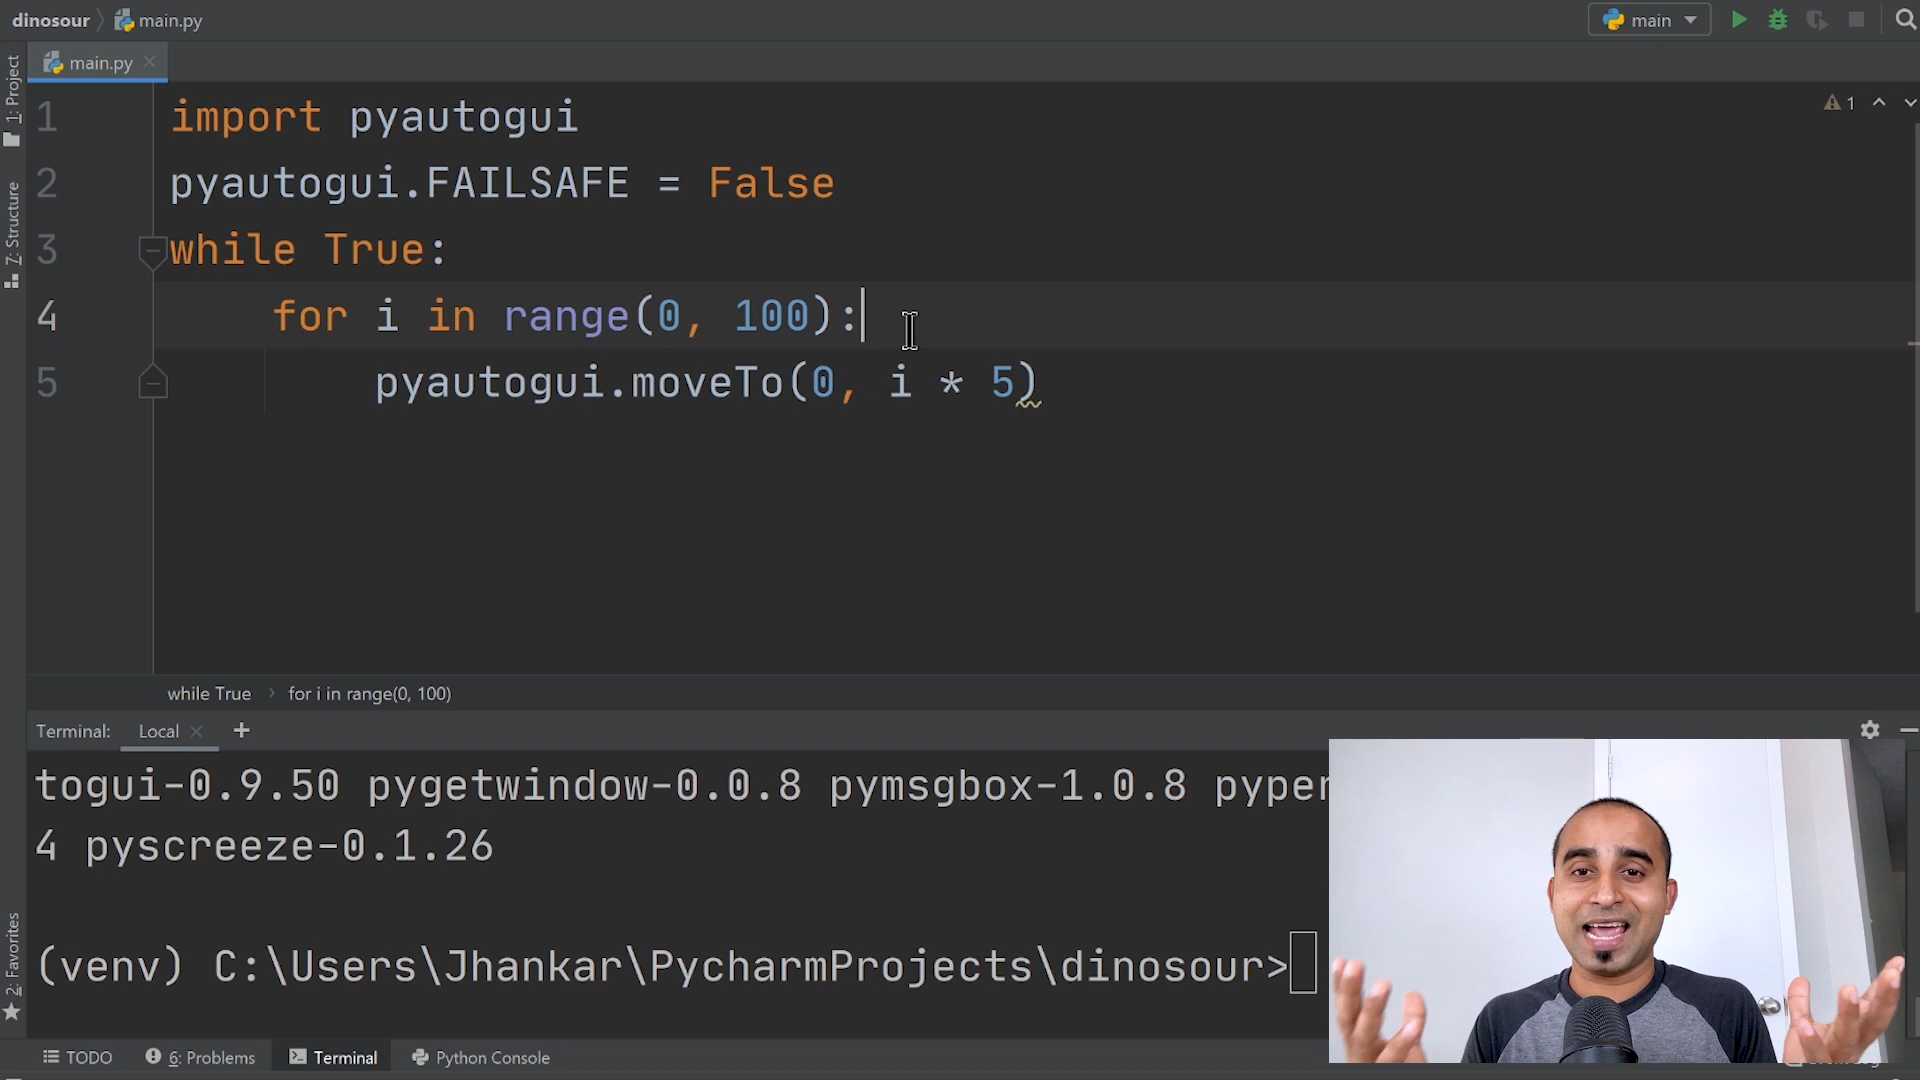 dinosour main.py
main
main.py
1: Project
7: Structure
2: Favorites
1 import pyautogui
2 pyautogui.FAILSAFE = False
3 while True:
4 for i in range(0, 100):
5 pyautogui.moveTo(0, i * 5)
1
while True › for i in range(0, 100)
Terminal: Local +
togui-0.9.50 pygetwindow-0.0.8 pymsgbox-1.0.8 pyper
4 pyscreeze-0.1.26
(venv) C:\Users\Jhankar\PycharmProjects\dinosour>
TODO 6: Problems Terminal Python Console